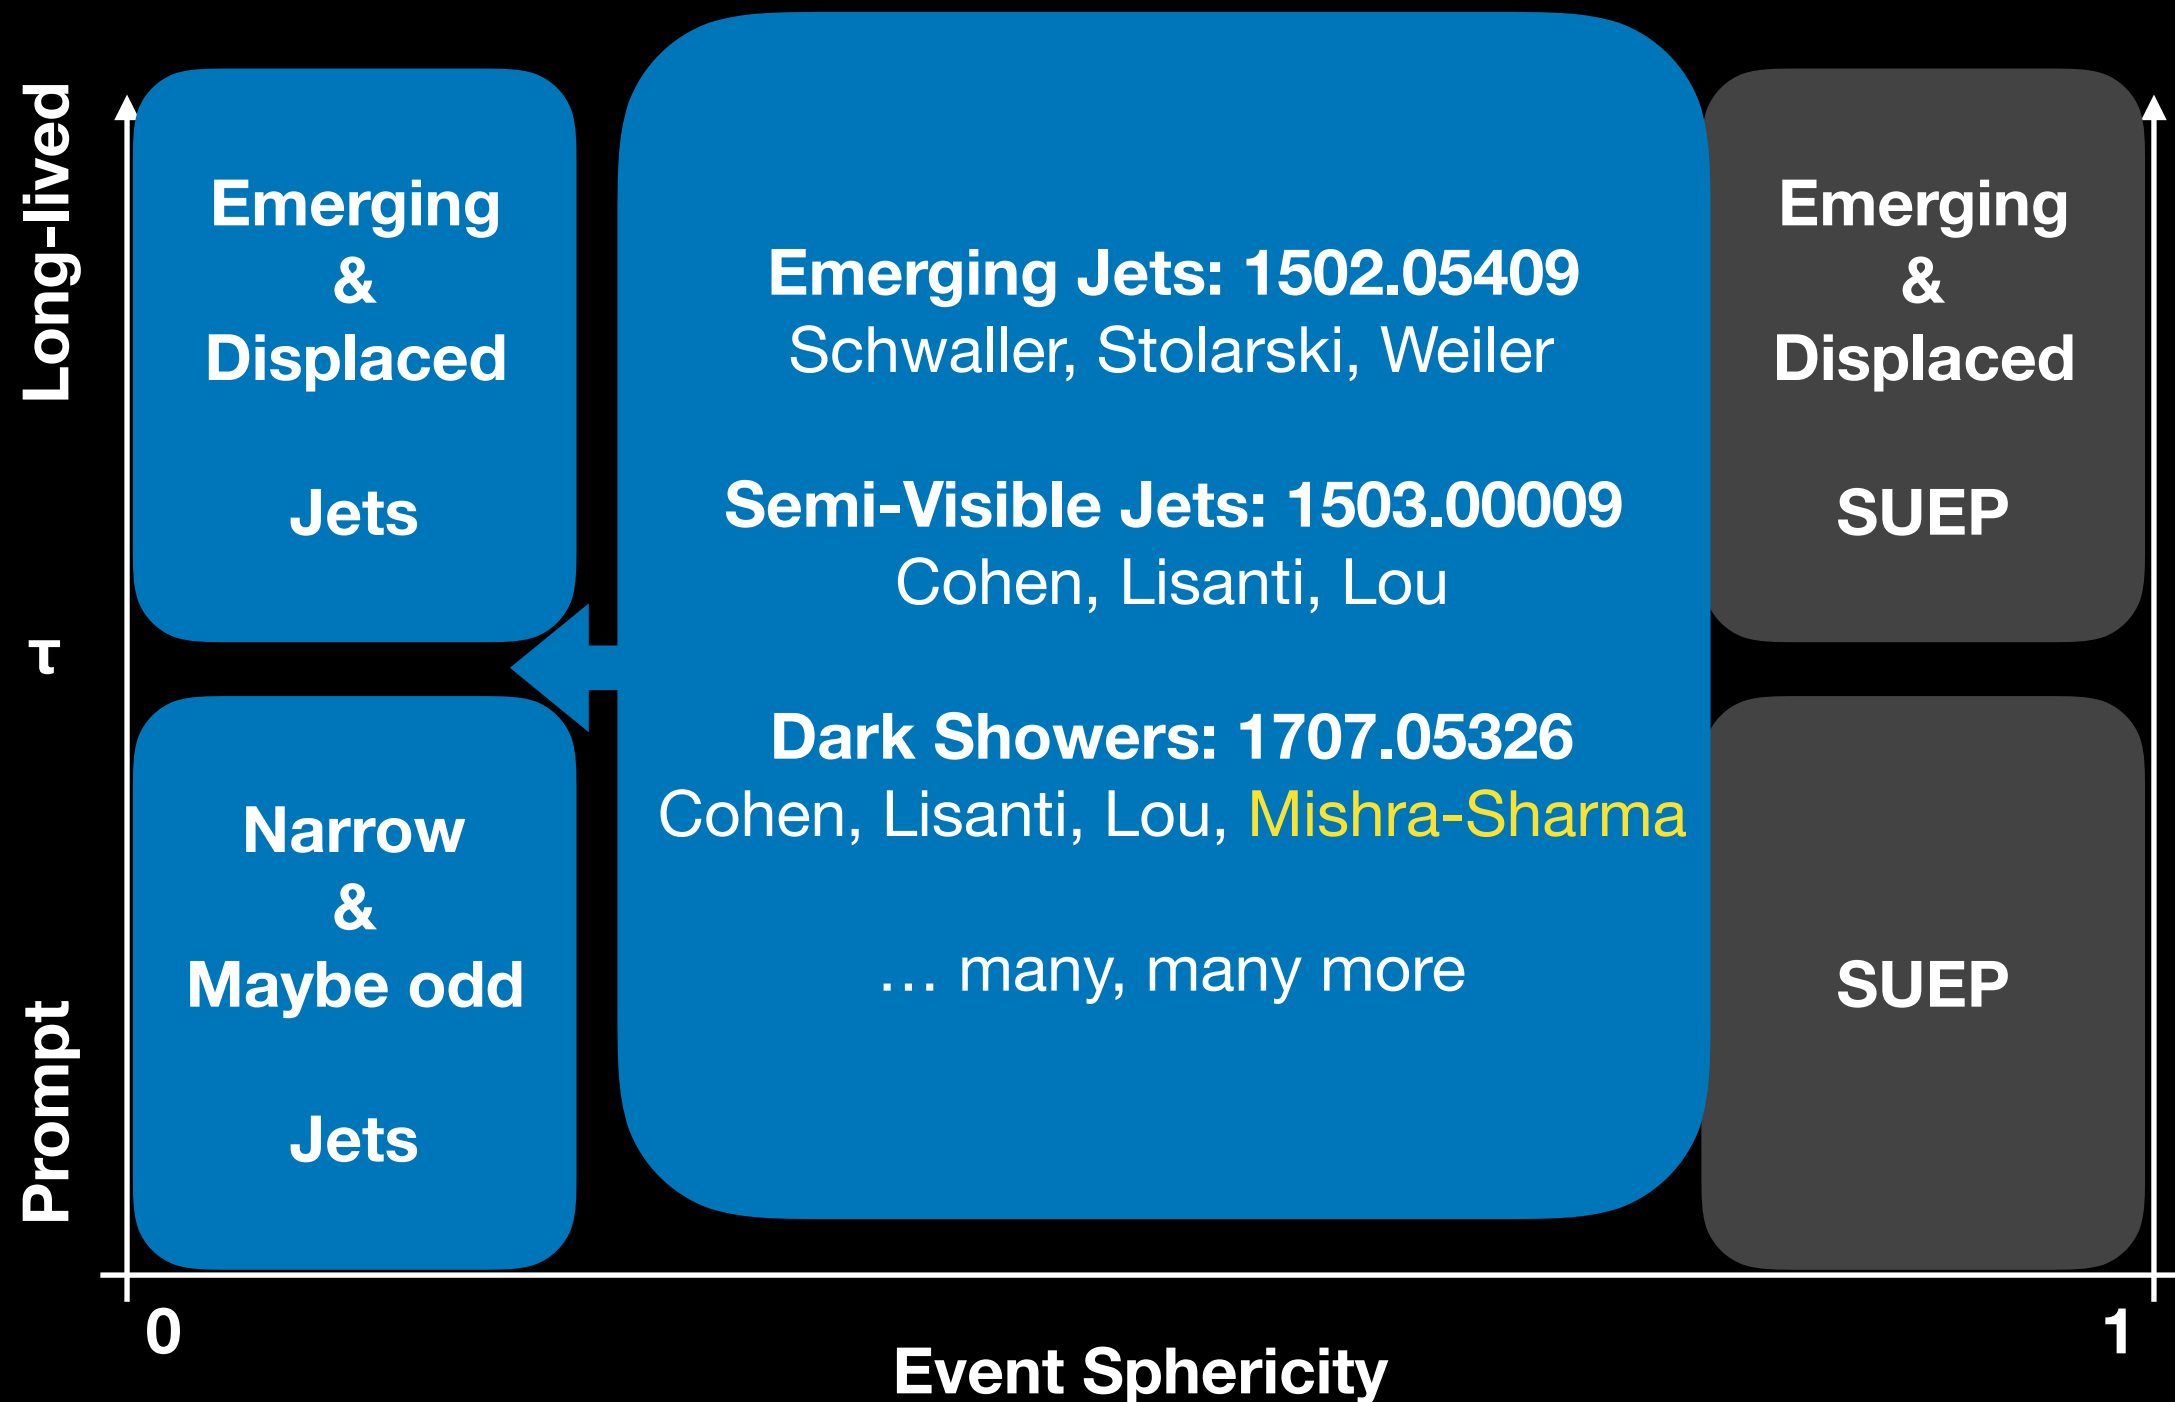 Long-lived
τ
Prompt
Emerging
&
Displaced
Jets
Narrow
&
Maybe odd
Jets
Emerging Jets: 1502.05409
Schwaller, Stolarski, Weiler
Semi-Visible Jets: 1503.00009
Cohen, Lisanti, Lou
Dark Showers: 1707.05326
Cohen, Lisanti, Lou, Mishra-Sharma
… many, many more
Emerging
&
Displaced
SUEP
SUEP
0
1
Event Sphericity